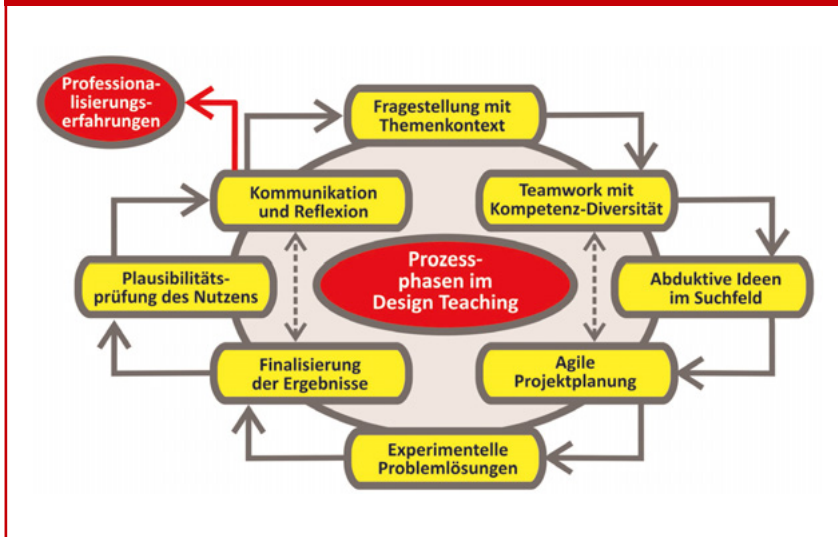 Professiona-
lisierungs-
erfahrungen
Fragestellung mit
Themenkontext
Kommunikation
und Reflexion
Teamwork mit
Kompetenz-Diversität
Prozess-
phasen im
Design Teaching
Plausibilitäts-
prüfung des Nutzens
Abduktive Ideen
im Suchfeld
Finalisierung
der Ergebnisse
Agile
Projektplanung
Experimentelle
Problemlösungen